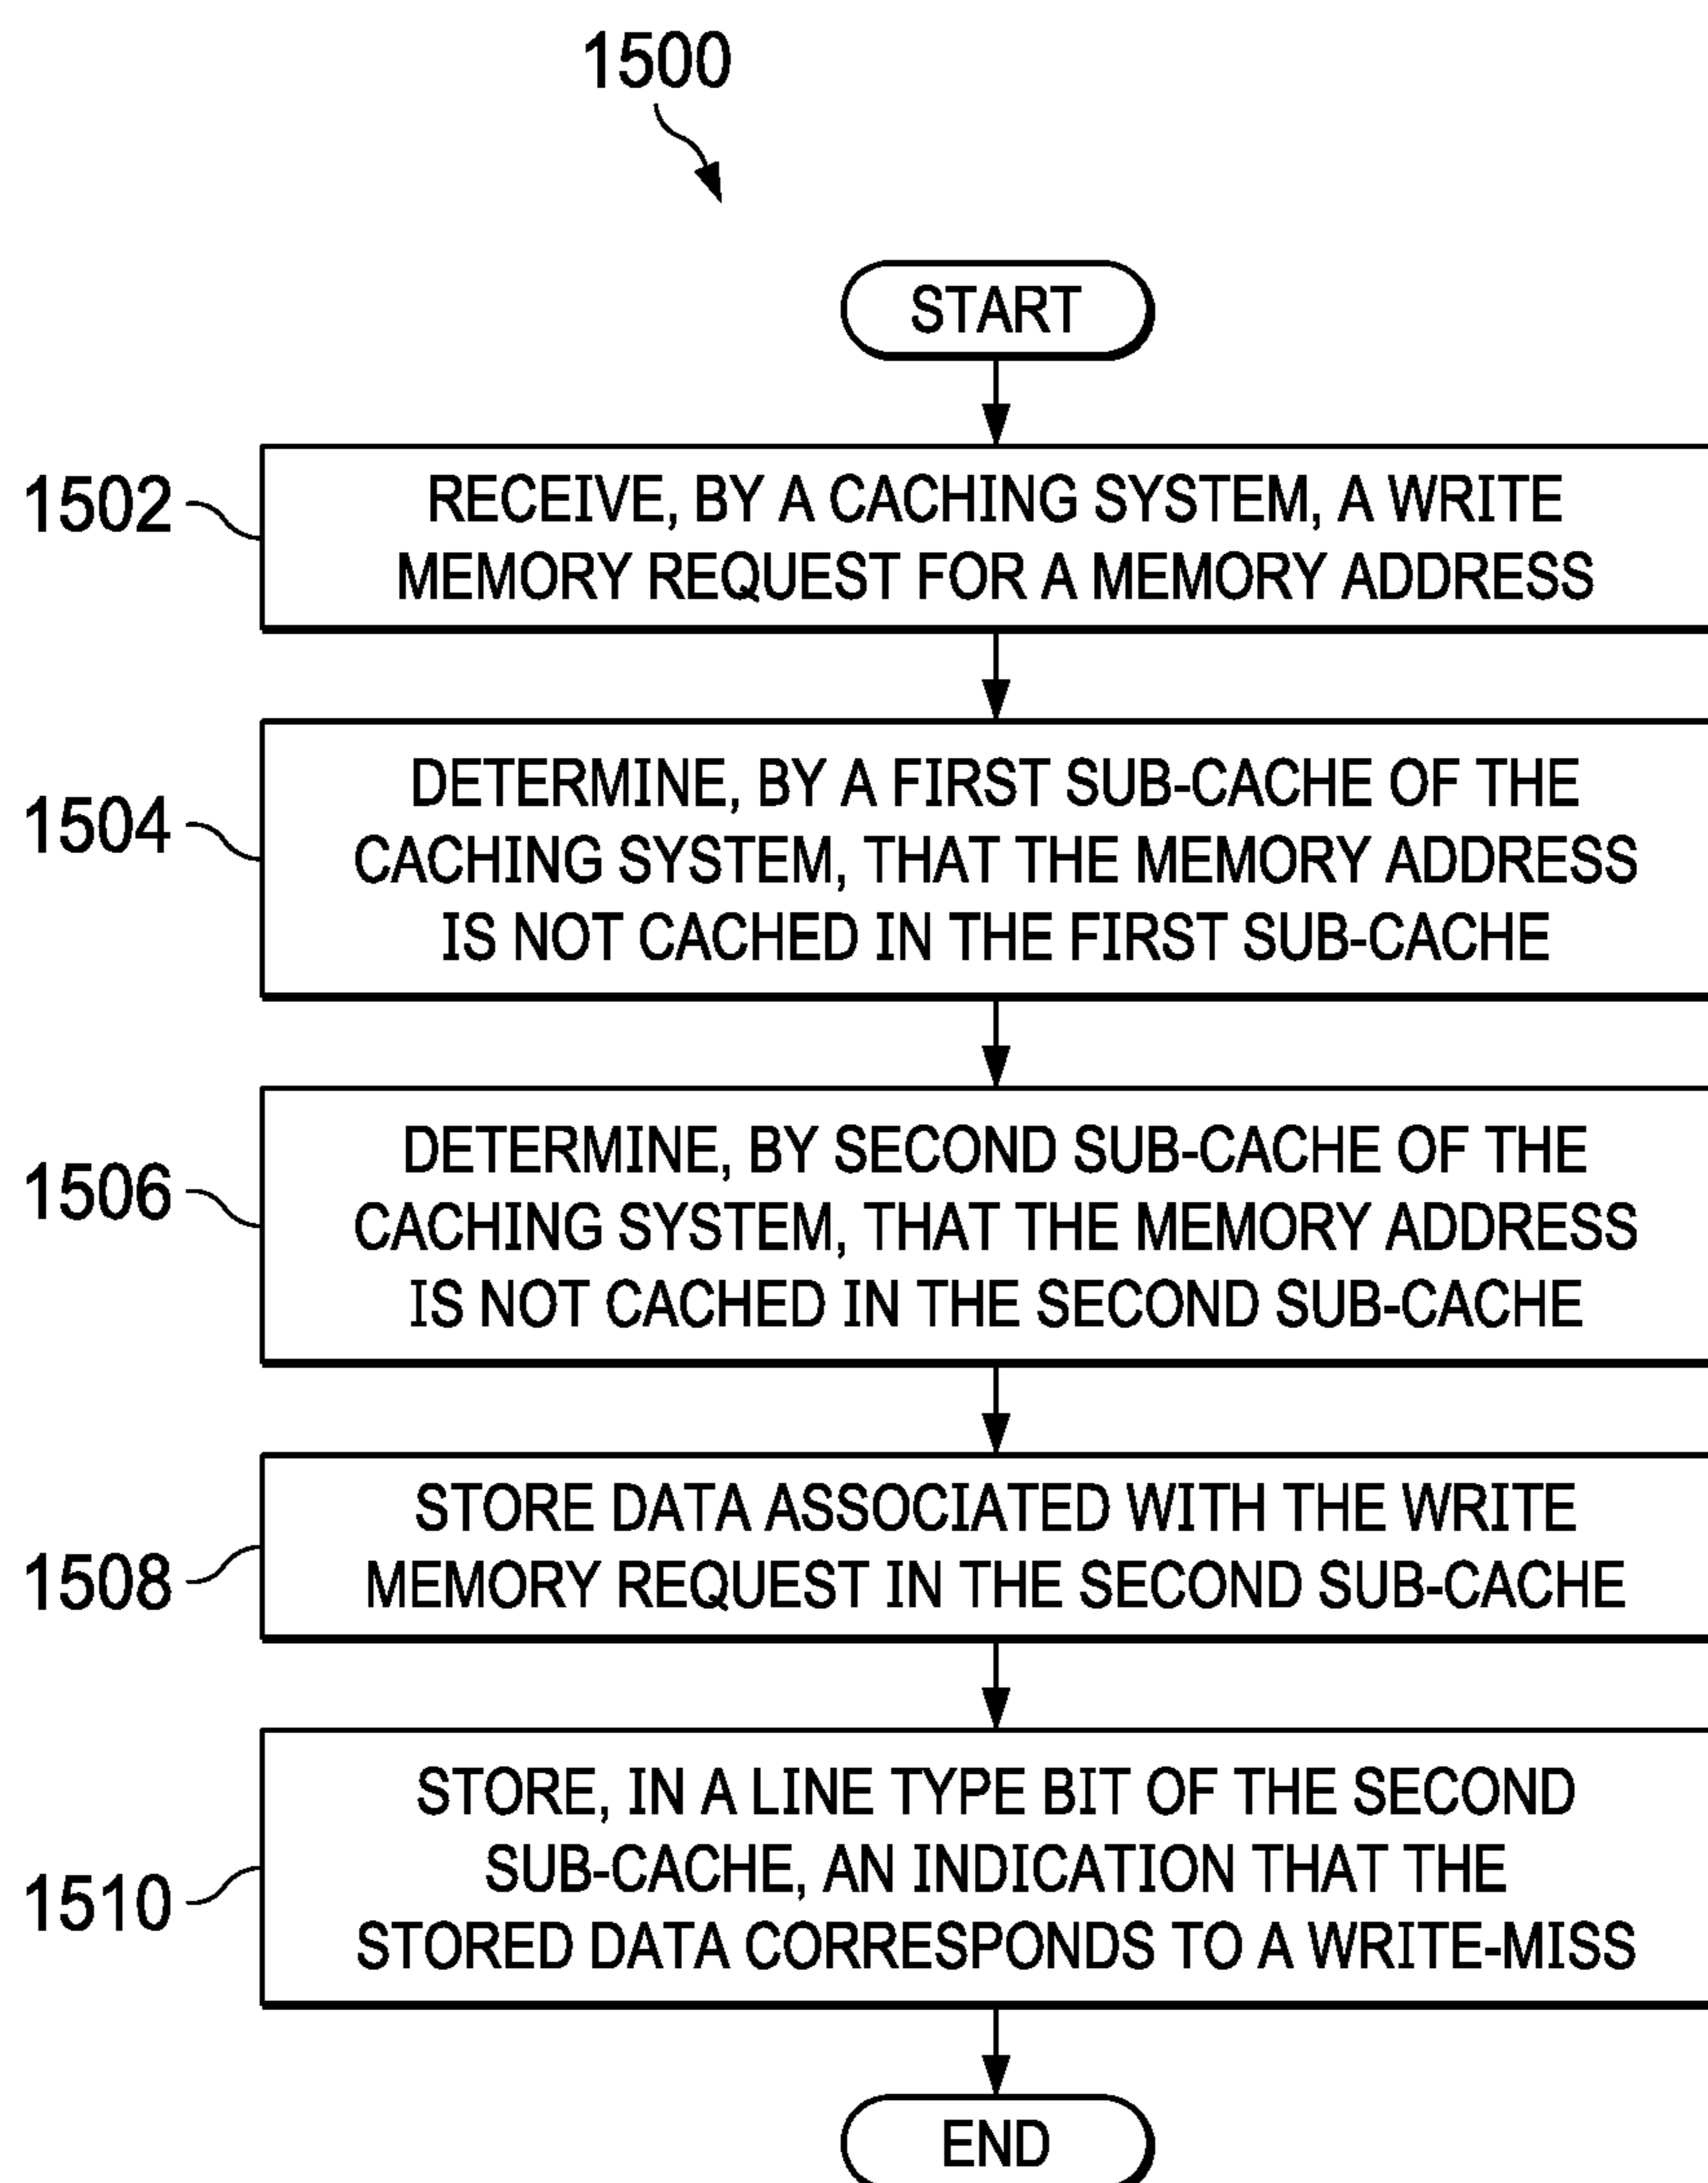 1500
START
1502
RECEIVE, BY A CACHING SYSTEM, A WRITE
MEMORY REQUEST FOR A MEMORY ADDRESS
1504
DETERMINE, BY A FIRST SUB-CACHE OF THE
CACHING SYSTEM, THAT THE MEMORY ADDRESS
IS NOT CACHED IN THE FIRST SUB-CACHE
1506
DETERMINE, BY SECOND SUB-CACHE OF THE
CACHING SYSTEM, THAT THE MEMORY ADDRESS
IS NOT CACHED IN THE SECOND SUB-CACHE
1508
STORE DATA ASSOCIATED WITH THE WRITE
MEMORY REQUEST IN THE SECOND SUB-CACHE
1510
STORE, IN A LINE TYPE BIT OF THE SECOND
SUB-CACHE, AN INDICATION THAT THE
STORED DATA CORRESPONDS TO A WRITE-MISS
END